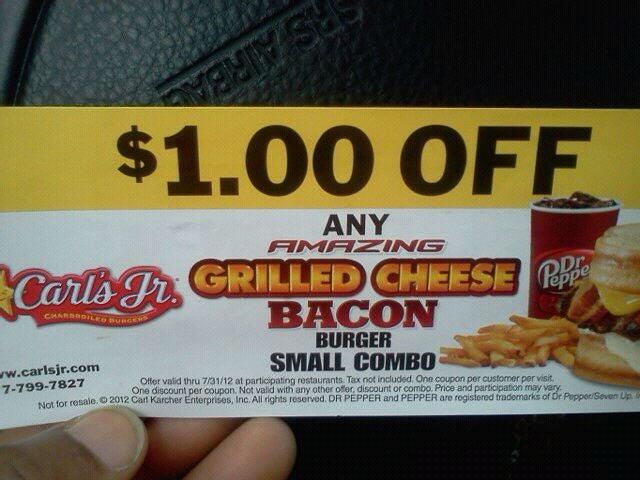 SRS AIRBAG
$1.00 OFF
ANY
AMAZING
GRILLED CHEESE
BACON
BURGER
SMALL COMBO
Carl's Jr.
CHARBROILED BURGERS
Dr Peppe
w.carlsjr.com
7-799-7827
Offer valid thru 7/31/12 at participating restaurants. Tax not included. One coupon per customer per visit.
One discount per coupon. Not valid with any other offer, discount or combo. Price and participation may vary.
Not for resale. © 2012 Carl Karcher Enterprises, Inc. All rights reserved. DR PEPPER and PEPPER are registered trademarks of Dr Pepper/Seven Up,